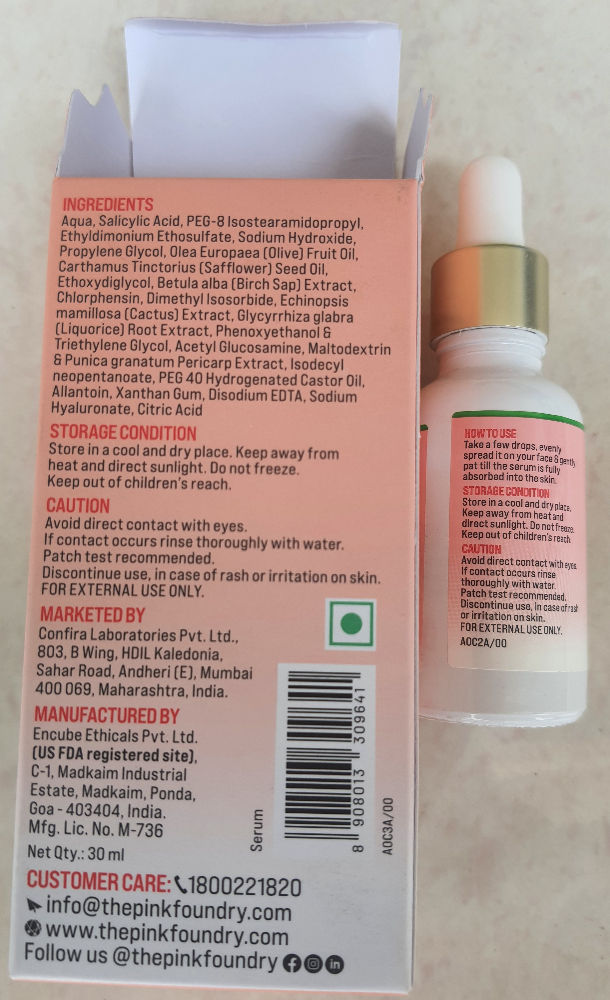 INGREDIENTS
Aqua, Salicylic Acid, PEG-8 Isostearamidopropyl,
Ethyldimonium Ethosulfate, Sodium Hydroxide,
Propylene Glycol, Olea Europaea (Olive) Fruit Oil,
Carthamus Tinctorius (Safflower) Seed Oil,
Ethoxydiglycol, Betula alba (Birch Sap) Extract,
Chlorphensin, Dimethyl Isosorbide, Echinopsis
mamillosa (Cactus) Extract, Glycyrrhiza glabra
(Liquorice) Root Extract, Phenoxyethanol &
Triethylene Glycol, Acetyl Glucosamine, Maltodextrin
& Punica granatum Pericarp Extract, Isodecyl
neopentanoate, PEG 40 Hydrogenated Castor Oil,
Allantoin, Xanthan Gum, Disodium EDTA, Sodium
Hyaluronate, Citric Acid
STORAGE CONDITION
Store in a cool and dry place. Keep away from
heat and direct sunlight. Do not freeze.
Keep out of children's reach.
CAUTION
Avoid direct contact with eyes.
If contact occurs rinse thoroughly with water.
Patch test recommended.
Discontinue use, in case of rash or irritation on skin.
FOR EXTERNAL USE ONLY.
MARKETED BY
Confira Laboratories Pvt. Ltd.,
803, B Wing, HDIL Kaledonia,
Sahar Road, Andheri (E), Mumbai
400 069, Maharashtra, India.
MANUFACTURED BY
Encube Ethicals Pvt. Ltd.
(US FDA registered site),
C-1, Madkaim Industrial
Estate, Madkaim, Ponda,
Goa - 403404, India.
Mfg. Lic. No. M-736
Net Qty.: 30 ml
Serum
8 908013 309641
A0C3A/00
CUSTOMER CARE: 1800221820
info@thepinkfoundry.com
www.thepinkfoundry.com
Follow us @thepinkfoundry
HOW TO USE
Take a few drops, evenly
spread it on your face & gently
pat till the serum is fully
absorbed into the skin.
STORAGE CONDITION
Store in a cool and dry place.
Keep away from heat and
direct sunlight. Do not freeze.
Keep out of children's reach.
CAUTION
Avoid direct contact with eyes.
If contact occurs rinse
thoroughly with water.
Patch test recommended.
Discontinue use, in case of rash
or irritation on skin.
FOR EXTERNAL USE ONLY.
A0C2A/00